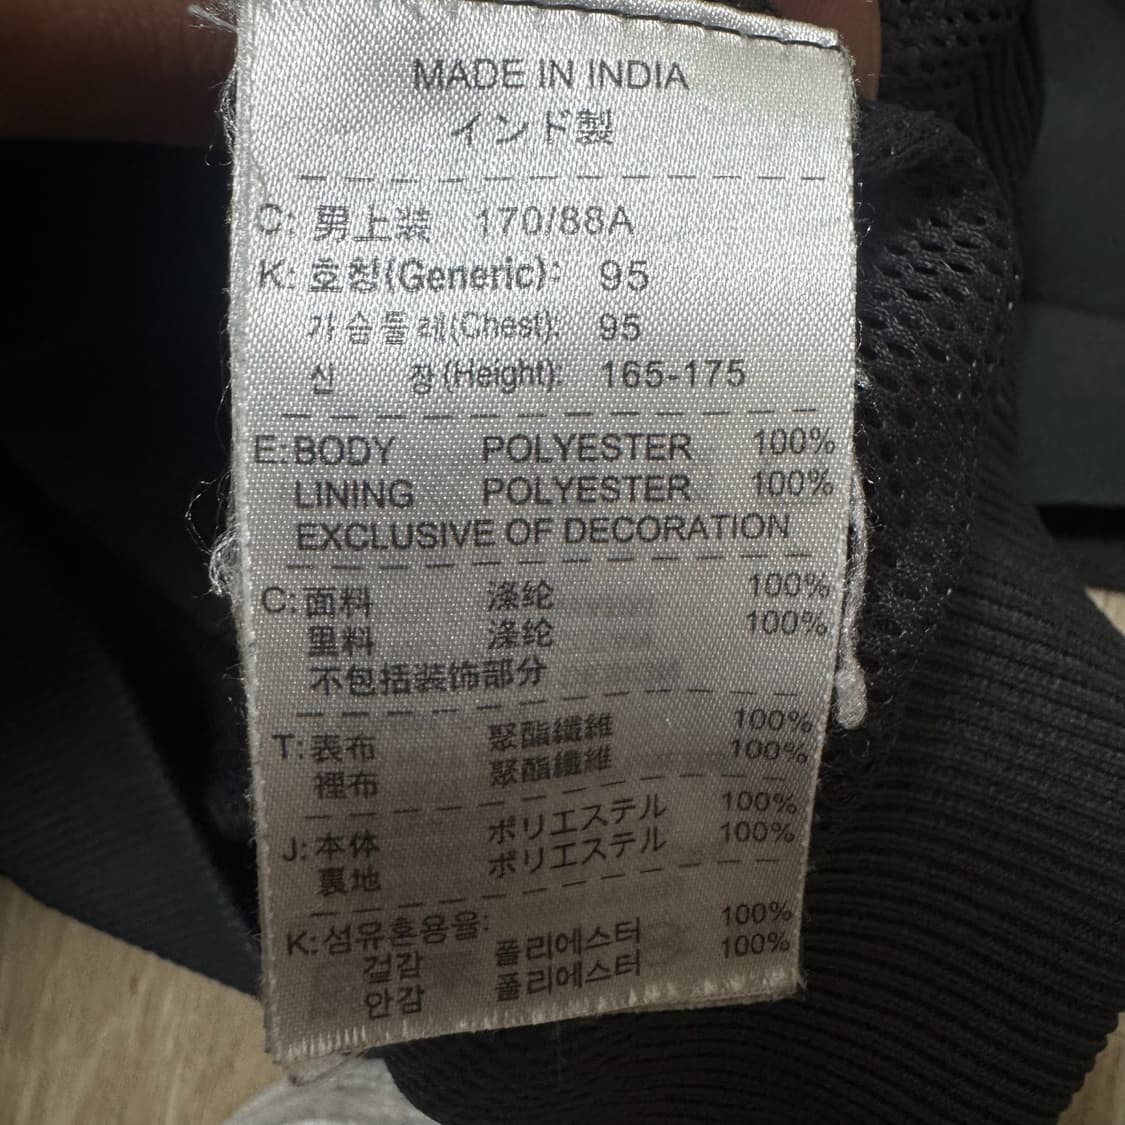 MADE IN INDIA
インド製
C: 男上装 170/88A
K: 호칭(Generic): 95
가슴둘레(Chest): 95
신 장(Height): 165-175
E: BODY POLYESTER 100%
LINING POLYESTER 100%
EXCLUSIVE OF DECORATION
C: 面料 涤纶 100%
里料 涤纶 100%
不包括装饰部分
T: 表布 聚酯纖維 100%
裡布 聚酯纖維 100%
J: 本体 ポリエステル 100%
裏地 ポリエステル 100%
K: 섬유혼용율:
겉감 폴리에스터 100%
안감 폴리에스터 100%